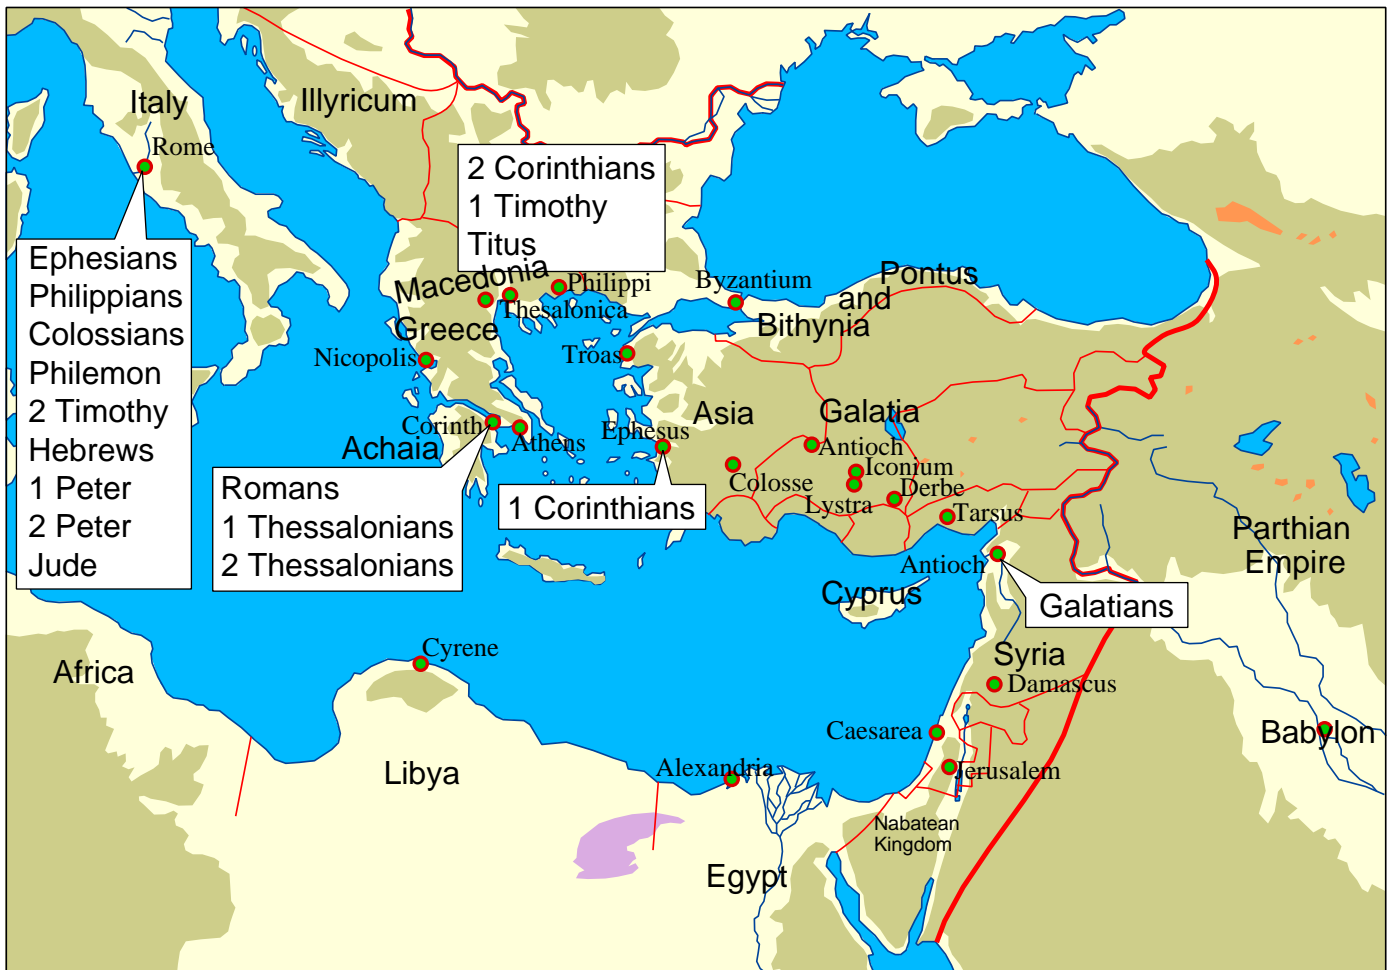 Italy
Illyricum
Rome
2 Corinthians
1 Timothy
Titus
Ephesians
Philippians
Colossians
Philemon
2 Timothy
Hebrews
1 Peter
2 Peter
Jude
Macedonia
Philippi
Thesalonica
Greece
Byzantium
Pontus
and
Bithynia
Nicopolis
Troas
Corinth
Athens
Achaia
Ephesus
Asia
Galatia
Antioch
Iconium
Colosse
Lystra
Derbe
Tarsus
Romans
1 Thessalonians
2 Thessalonians
1 Corinthians
Parthian
Empire
Antioch
Cyprus
Galatians
Cyrene
Africa
Syria
Damascus
Caesarea
Babylon
Libya
Alexandria
Jerusalem
Nabatean
Kingdom
Egypt